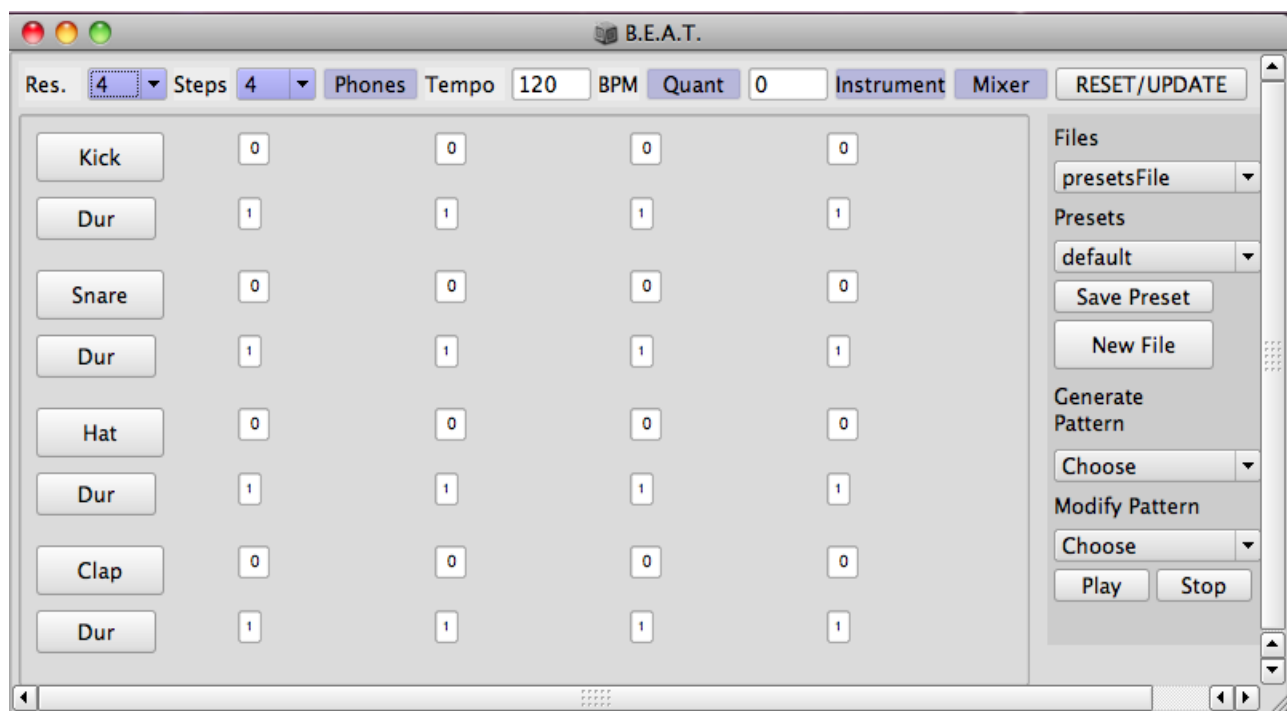 B.E.A.T.
Res. 4 Steps 4 Phones Tempo 120 BPM Quant 0 Instrument Mixer RESET/UPDATE
Kick 0 0 0 0
Dur 1 1 1 1
Snare 0 0 0 0
Dur 1 1 1 1
Hat 0 0 0 0
Dur 1 1 1 1
Clap 0 0 0 0
Dur 1 1 1 1
Files
presetsFile
Presets
default
Save Preset
New File
Generate
Pattern
Choose
Modify Pattern
Choose
Play Stop